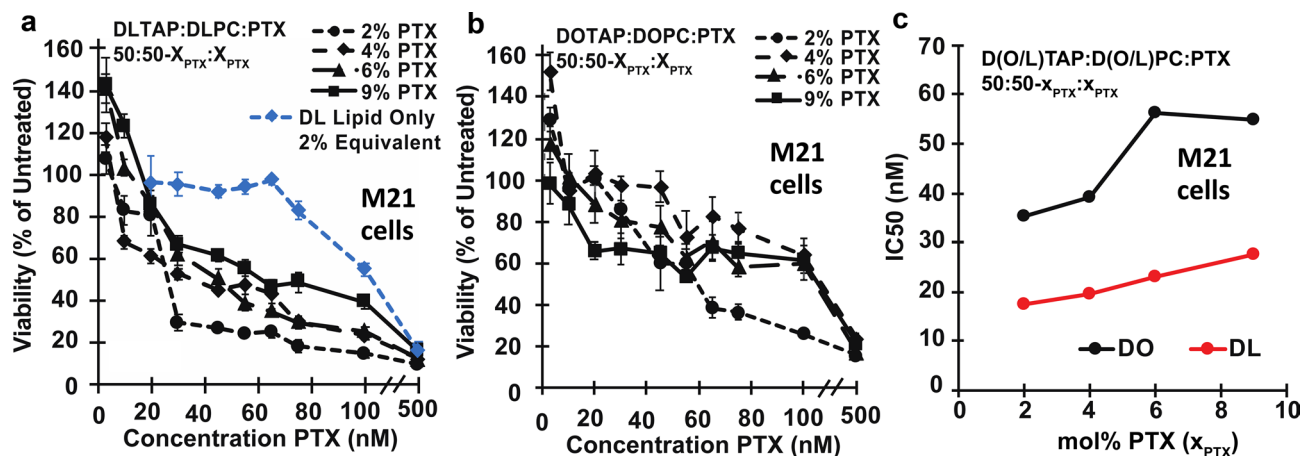 a
DLTAP:DLPC:PTX
50:50-XPTX:XPTX
2% PTX
4% PTX
6% PTX
9% PTX
DL Lipid Only
2% Equivalent
M21
cells
Viability (% of Untreated)
160
140
120
100
80
60
40
20
0
0 20 40 60 80 100 500
Concentration PTX (nM)
b
DOTAP:DOPC:PTX
50:50-XPTX:XPTX
2% PTX
4% PTX
6% PTX
9% PTX
M21
cells
Viability (% of Untreated)
160
140
120
100
80
60
40
20
0
0 20 40 60 80 100 500
Concentration PTX (nM)
c
D(O/L)TAP:D(O/L)PC:PTX
50:50-xPTX:xPTX
M21
cells
IC50 (nM)
70
60
50
40
30
20
10
0
DO DL
0 2 4 6 8 10
mol% PTX (xPTX)